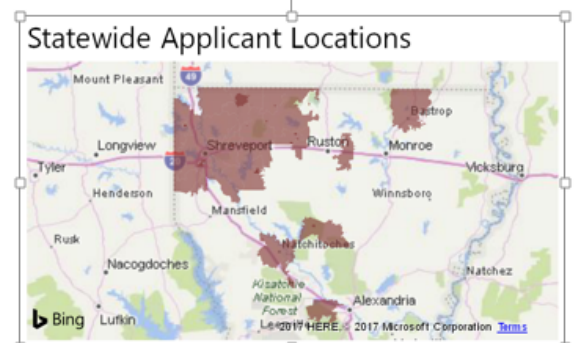 Statewide Applicant Locations
49
Mount Pleasant
Bastrop
Longview
Shreveport
Ruston
Monroe
Tyler
Vicksburg
Henderson
Winnsboro
Mansfield
Rusk
Natchitoches
Nacogdoches
Natchez
Kisatchie
National
Forest
Alexandria
Bing
Lufkin
2017 HERE © 2017 Microsoft Corporation Terms